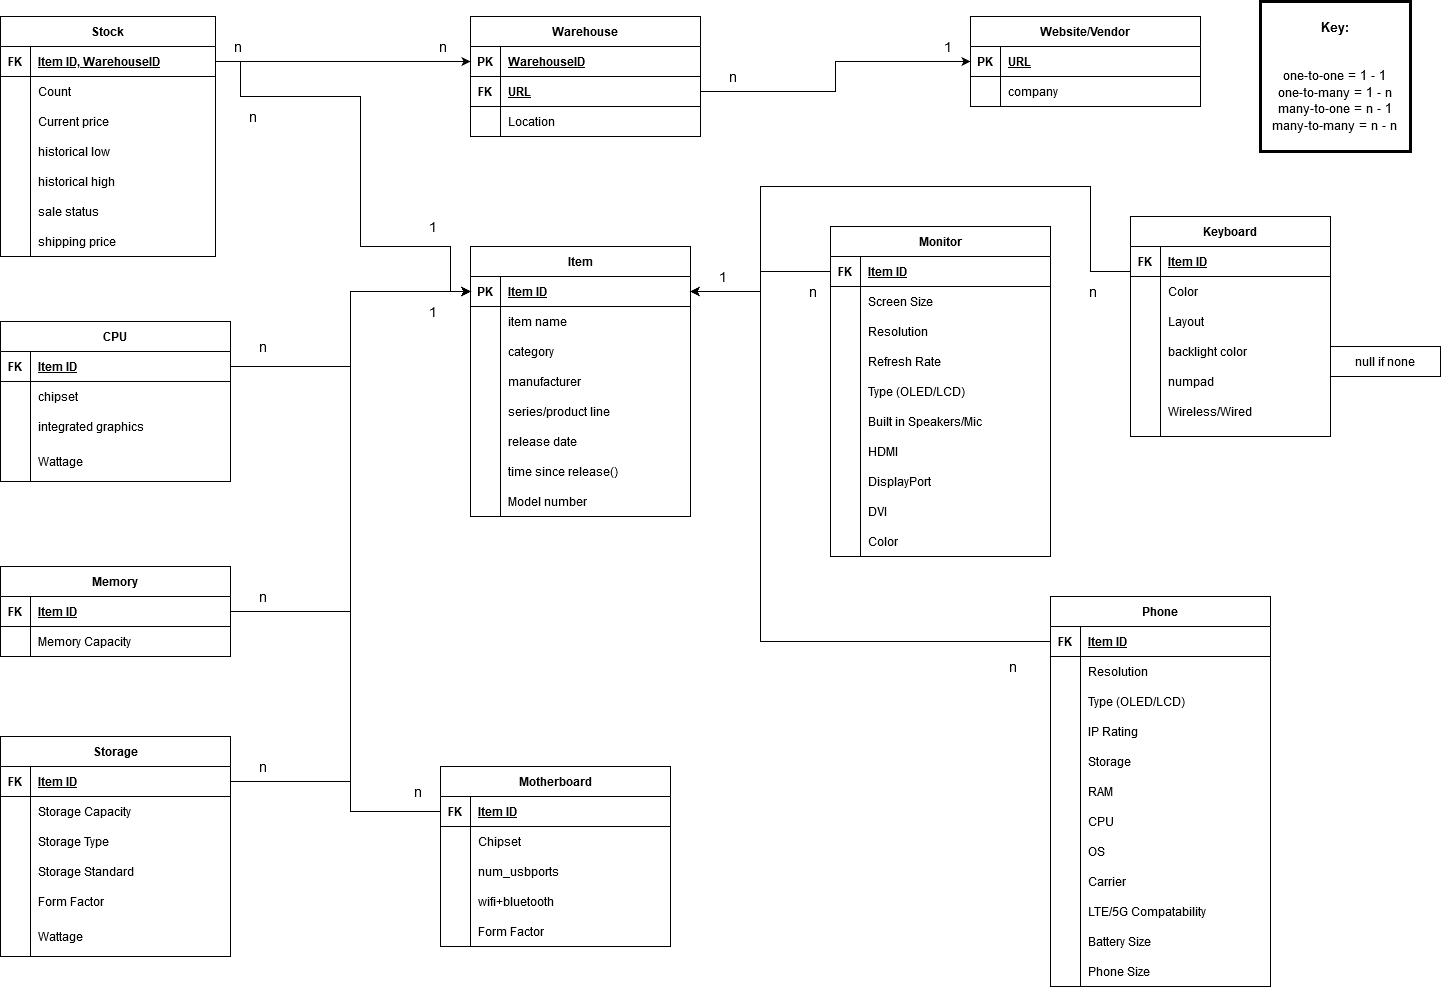 Stock
FK Item ID, WarehouseID
Count
Current price
historical low
historical high
sale status
shipping price
n
n
n
Warehouse
PK WarehouseID
FK URL
Location
n
1
Website/Vendor
PK URL
company
Key:
one-to-one = 1 - 1
one-to-many = 1 - n
many-to-one = n - 1
many-to-many = n - n
1
1
Item
PK Item ID
item name
category
manufacturer
series/product line
release date
time since release()
Model number
1
n
Monitor
FK Item ID
Screen Size
Resolution
Refresh Rate
Type (OLED/LCD)
Built in Speakers/Mic
HDMI
DisplayPort
DVI
Color
n
Keyboard
FK Item ID
Color
Layout
backlight color
numpad
Wireless/Wired
null if none
CPU
FK Item ID
chipset
integrated graphics
Wattage
n
Memory
FK Item ID
Memory Capacity
n
Storage
FK Item ID
Storage Capacity
Storage Type
Storage Standard
Form Factor
Wattage
n
n
Motherboard
FK Item ID
Chipset
num_usbports
wifi+bluetooth
Form Factor
n
Phone
FK Item ID
Resolution
Type (OLED/LCD)
IP Rating
Storage
RAM
CPU
OS
Carrier
LTE/5G Compatability
Battery Size
Phone Size